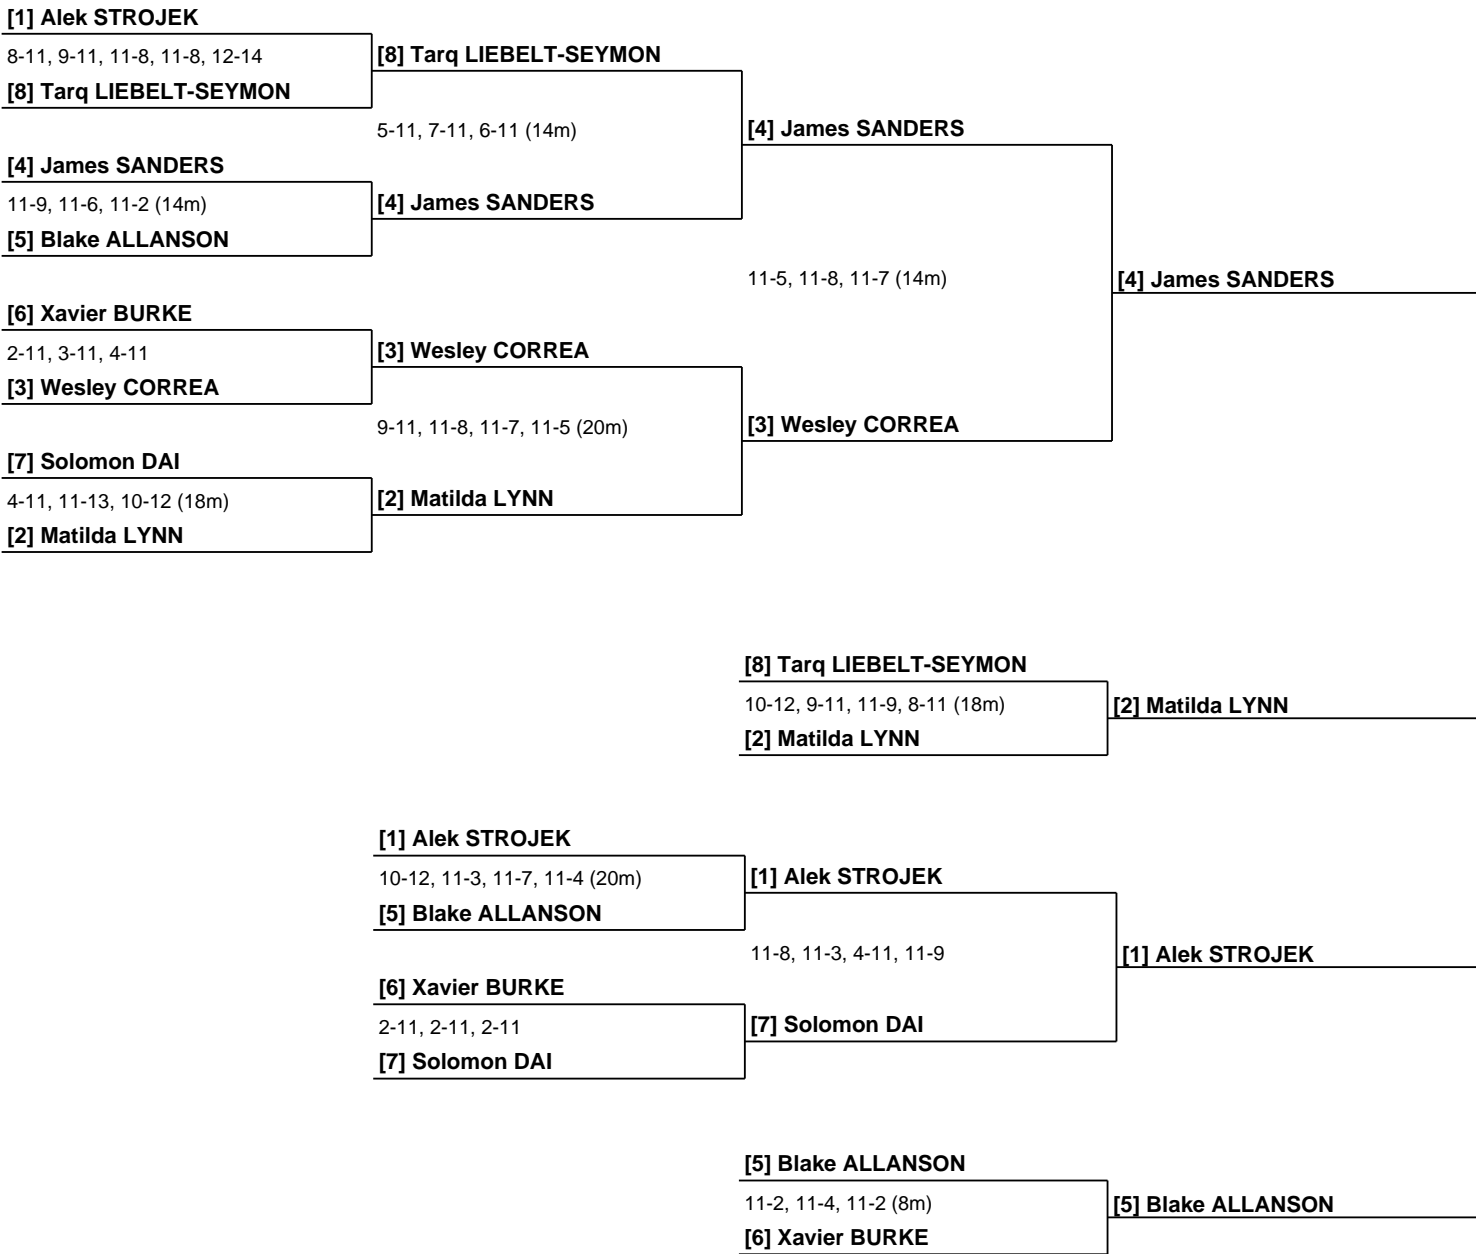 [1] Alek STROJEK
8-11, 9-11, 11-8, 11-8, 12-14
[8] Tarq LIEBELT-SEYMON
[8] Tarq LIEBELT-SEYMON
5-11, 7-11, 6-11 (14m)
[4] James SANDERS
[4] James SANDERS
11-9, 11-6, 11-2 (14m)
[4] James SANDERS
[5] Blake ALLANSON
11-5, 11-8, 11-7 (14m)
[4] James SANDERS
[6] Xavier BURKE
2-11, 3-11, 4-11
[3] Wesley CORREA
[3] Wesley CORREA
9-11, 11-8, 11-7, 11-5 (20m)
[3] Wesley CORREA
[7] Solomon DAI
4-11, 11-13, 10-12 (18m)
[2] Matilda LYNN
[2] Matilda LYNN
[8] Tarq LIEBELT-SEYMON
10-12, 9-11, 11-9, 8-11 (18m)
[2] Matilda LYNN
[2] Matilda LYNN
[1] Alek STROJEK
10-12, 11-3, 11-7, 11-4 (20m)
[1] Alek STROJEK
[5] Blake ALLANSON
11-8, 11-3, 4-11, 11-9
[1] Alek STROJEK
[6] Xavier BURKE
2-11, 2-11, 2-11
[7] Solomon DAI
[7] Solomon DAI
[5] Blake ALLANSON
11-2, 11-4, 11-2 (8m)
[5] Blake ALLANSON
[6] Xavier BURKE